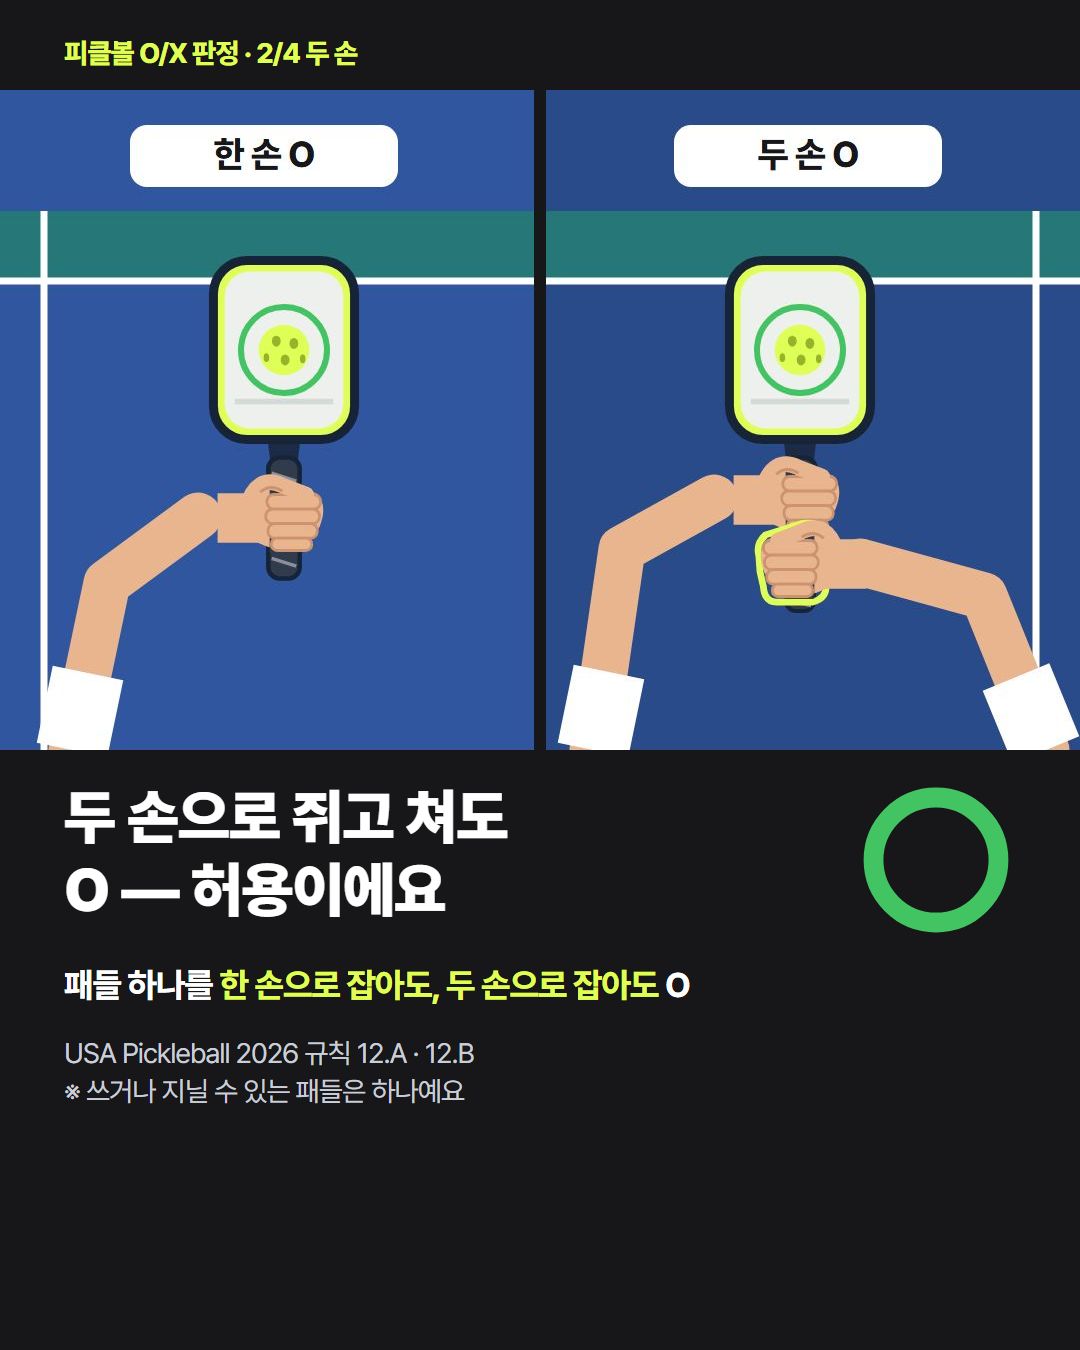 피클볼 O/X 판정 · 2/4 두 손
한 손 O
두 손 O
두 손으로 쥐고 쳐도
O — 허용이에요
패들 하나를 한 손으로 잡아도, 두 손으로 잡아도 O
USA Pickleball 2026 규칙 12.A · 12.B
※ 쓰거나 지닐 수 있는 패들은 하나예요